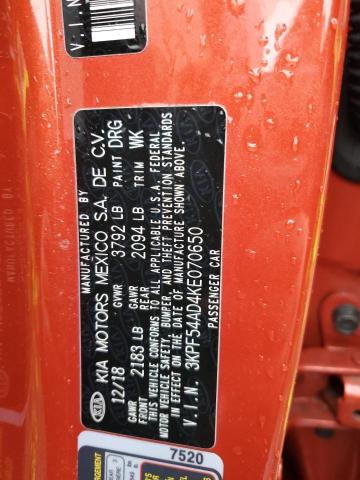 V.I.N
MANUFACTURED BY
KIA KIA MOTORS MEXICO S.A. DE C.V.
12/18 GVWR 3792 LB PAINT DRG
GAWR FRONT 2183 LB GAWR REAR 2094 LB TRIM WK
THIS VEHICLE CONFORMS TO ALL APPLICABLE U.S.A. FEDERAL
MOTOR VEHICLE SAFETY, BUMPER, AND THEFT PREVENTION STANDARDS
IN EFFECT ON THE DATE OF MANUFACTURE SHOWN ABOVE.
V.I.N. : 3KPF54AD4KE070650
PASSENGER CAR
7520